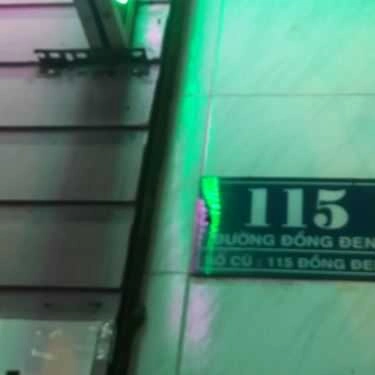 115
ĐƯỜNG ĐỒNG ĐEN
SỐ CŨ : 115 ĐỒNG ĐEN